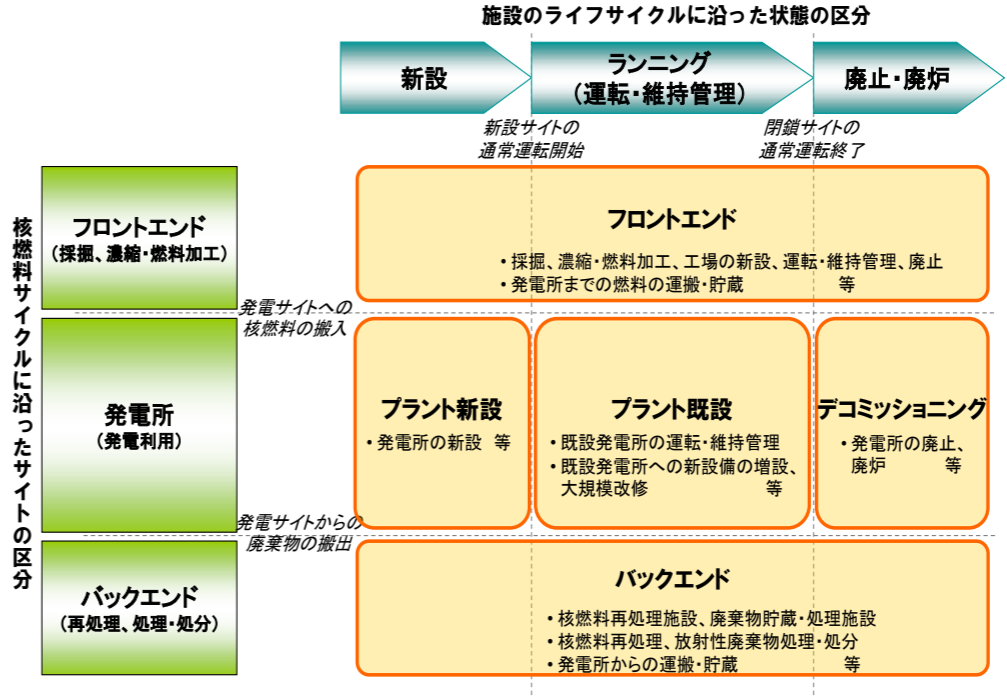 施設のライフサイクルに沿った状態の区分
新設
ランニング
（運転・維持管理）
廃止・廃炉
新設サイトの
通常運転開始
閉鎖サイトの
通常運転終了
核燃料サイクルに沿ったサイトの区分
フロントエンド
（採掘、濃縮・燃料加工）
フロントエンド
・採掘、濃縮・燃料加工、工場の新設、運転・維持管理、廃止
・発電所までの燃料の運搬・貯蔵 等
発電サイトへの
核燃料の搬入
発電所
（発電利用）
プラント新設
・発電所の新設 等
プラント既設
・既設発電所の運転・維持管理
・既設発電所への新設備の増設、
大規模改修 等
デコミッショニング
・発電所の廃止、
廃炉 等
発電サイトからの
廃棄物の搬出
バックエンド
（再処理、処理・処分）
バックエンド
・核燃料再処理施設、廃棄物貯蔵・処理施設
・核燃料再処理、放射性廃棄物処理・処分
・発電所からの運搬・貯蔵 等